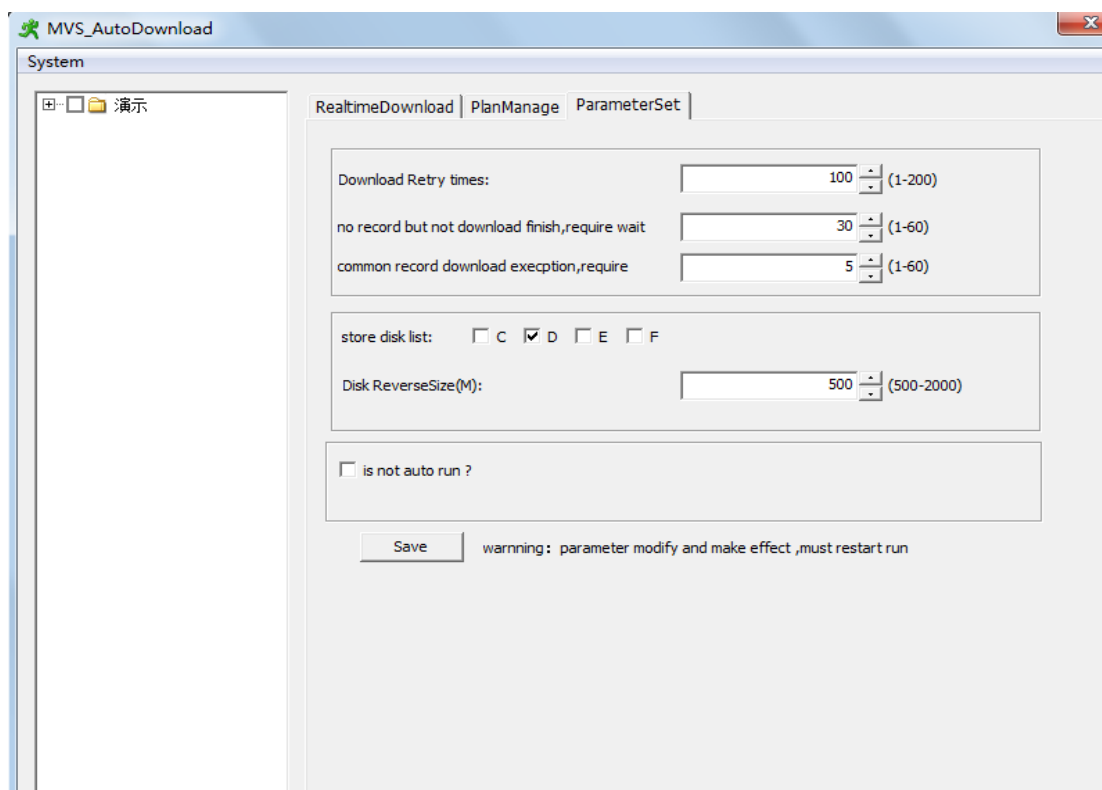 MVS_AutoDownload
System
演示
RealtimeDownload PlanManage ParameterSet
Download Retry times: 100 (1-200)
no record but not download finish,require wait 30 (1-60)
common record download execption,require 5 (1-60)
store disk list: C D E F
Disk ReverseSize(M): 500 (500-2000)
is not auto run ?
Save warnning: parameter modify and make effect ,must restart run